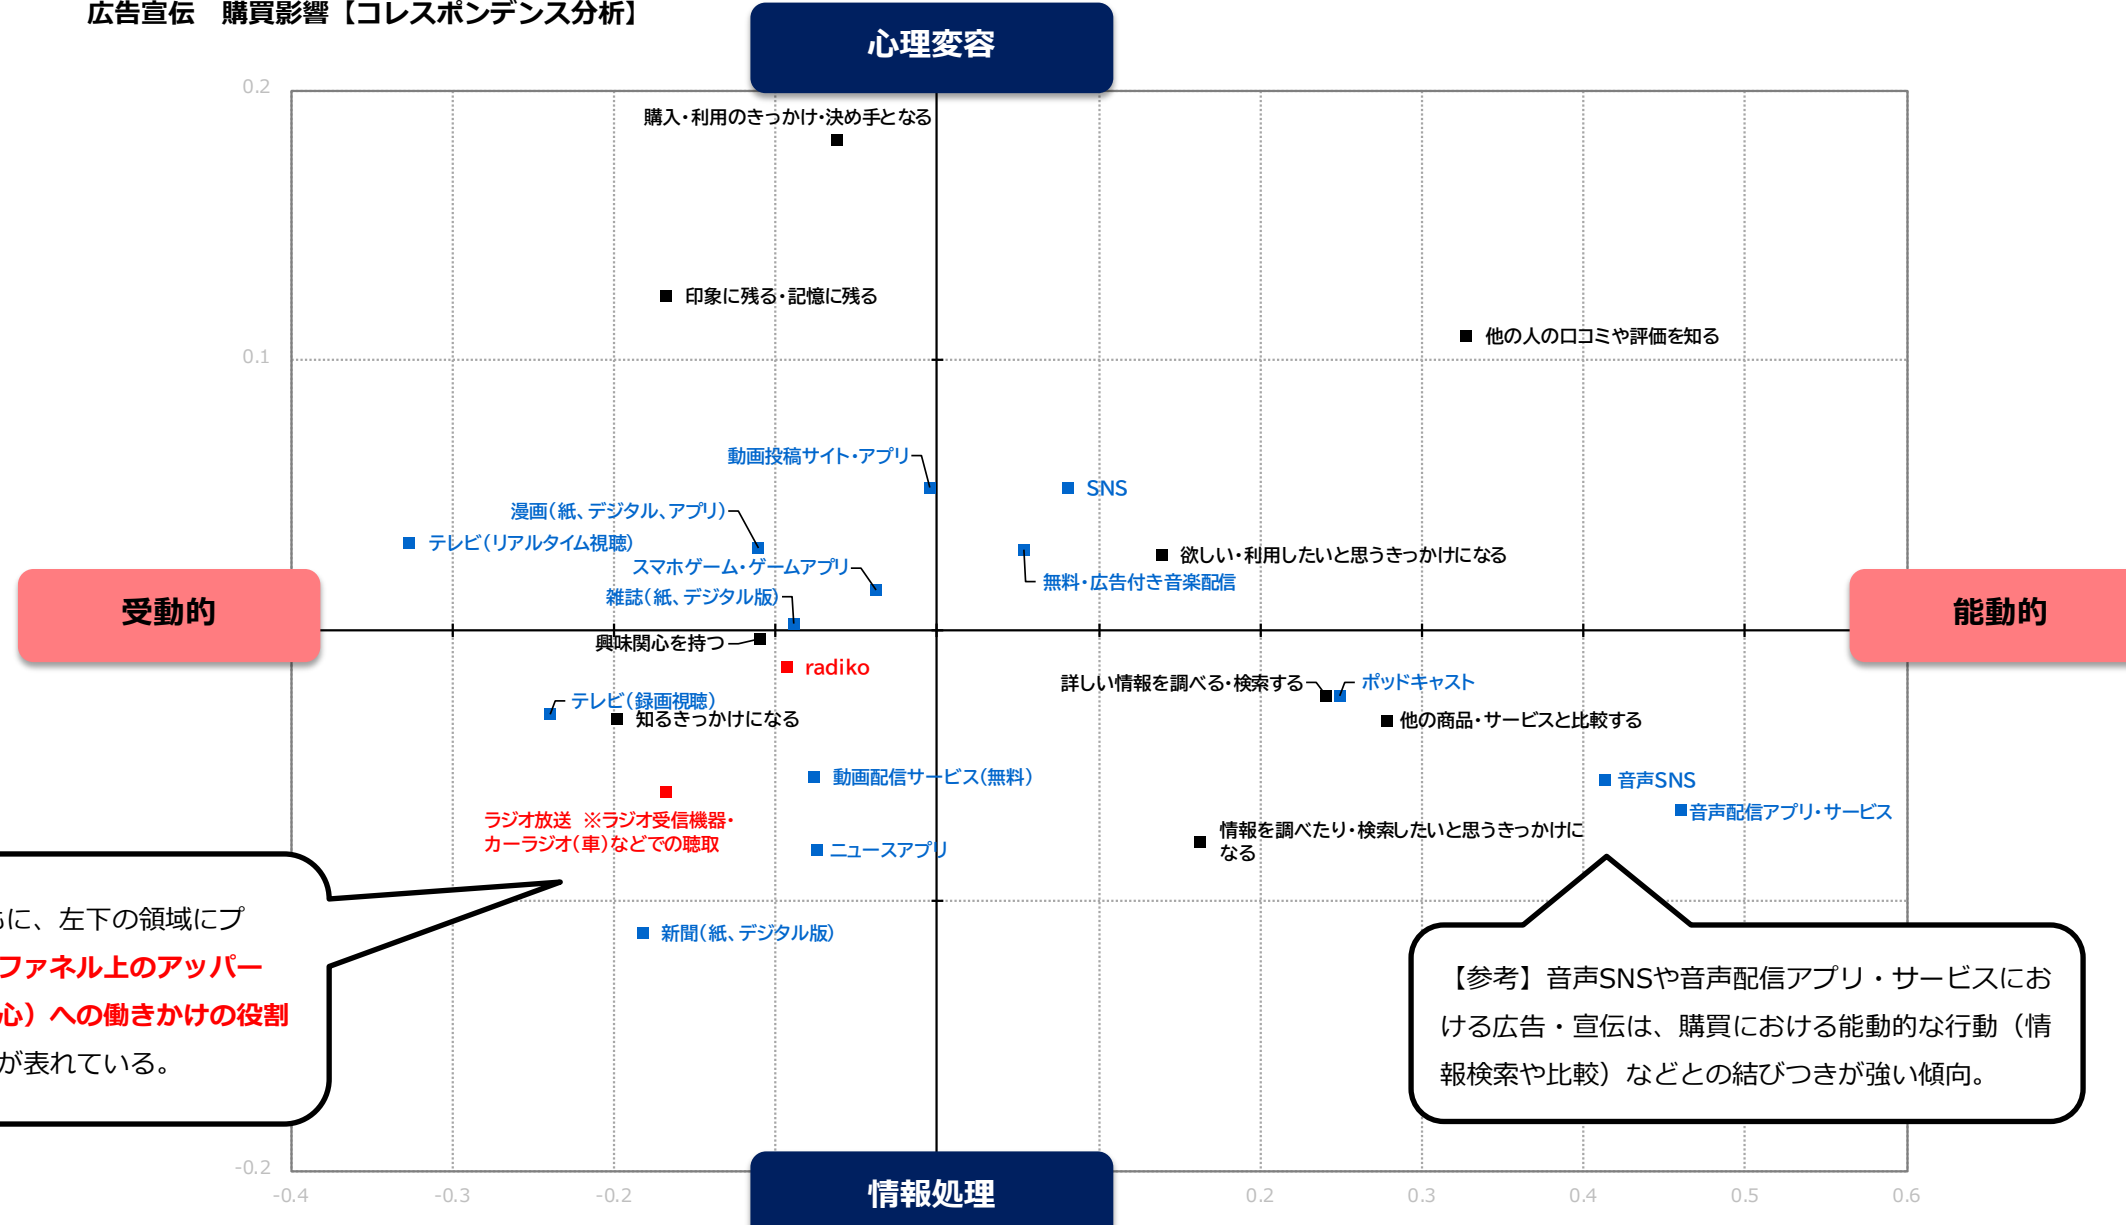 広告宣伝　購買影響【コレスポンデンス分析】
心理変容
0.2
購入・利用のきっかけ・決め手となる
印象に残る・記憶に残る
他の人の口コミや評価を知る
0.1
動画投稿サイト・アプリ
SNS
漫画（紙、デジタル、アプリ）
テレビ（リアルタイム視聴）
欲しい・利用したいと思うきっかけになる
スマホゲーム・ゲームアプリ
無料・広告付き音楽配信
雑誌（紙、デジタル版）
受動的
能動的
興味関心を持つ
radiko
詳しい情報を調べる・検索する
ポッドキャスト
テレビ（録画視聴）
知るきっかけになる
他の商品・サービスと比較する
動画配信サービス（無料）
音声SNS
音声配信アプリ・サービス
ラジオ放送　※ラジオ受信機器・
カーラジオ（車）などでの聴取
情報を調べたり・検索したいと思うきっかけに
なる
ニュースアプリ
新聞（紙、デジタル版）
に、左下の領域にプ
ファネル上のアッパー
心）への働きかけの役割
が表れている。
【参考】音声SNSや音声配信アプリ・サービスにお
ける広告・宣伝は、購買における能動的な行動（情
報検索や比較）などとの結びつきが強い傾向。
-0.2
-0.4
-0.3
-0.2
情報処理
0.2
0.3
0.4
0.5
0.6